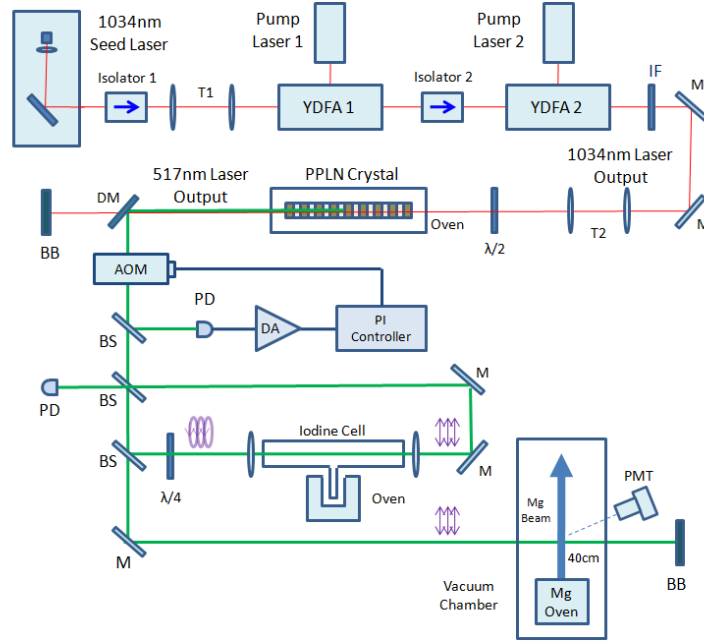 1034nm
Seed Laser
Pump
Laser 1
Pump
Laser 2
Isolator 1
T1
YDFA 1
Isolator 2
YDFA 2
IF
M
517nm Laser
Output
PPLN Crystal
1034nm Laser
Output
DM
Oven
BB
λ/2
T2
M
AOM
PD
DA
PI
Controller
BS
M
PD
BS
Iodine Cell
BS
M
λ/4
Oven
PMT
Mg
Beam
M
40cm
BB
Vacuum
Chamber
Mg
Oven